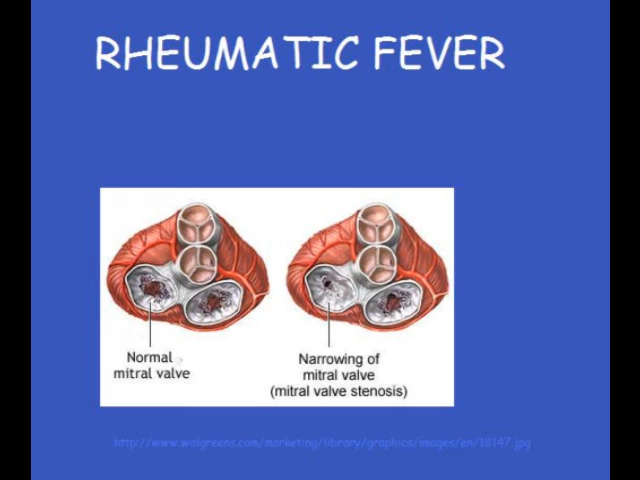 RHEUMATIC FEVER
Normal
mitral valve
Narrowing of
mitral valve
(mitral valve stenosis)
http://www.walgreens.com/marketing/library/graphics/images/en/18147.jpg